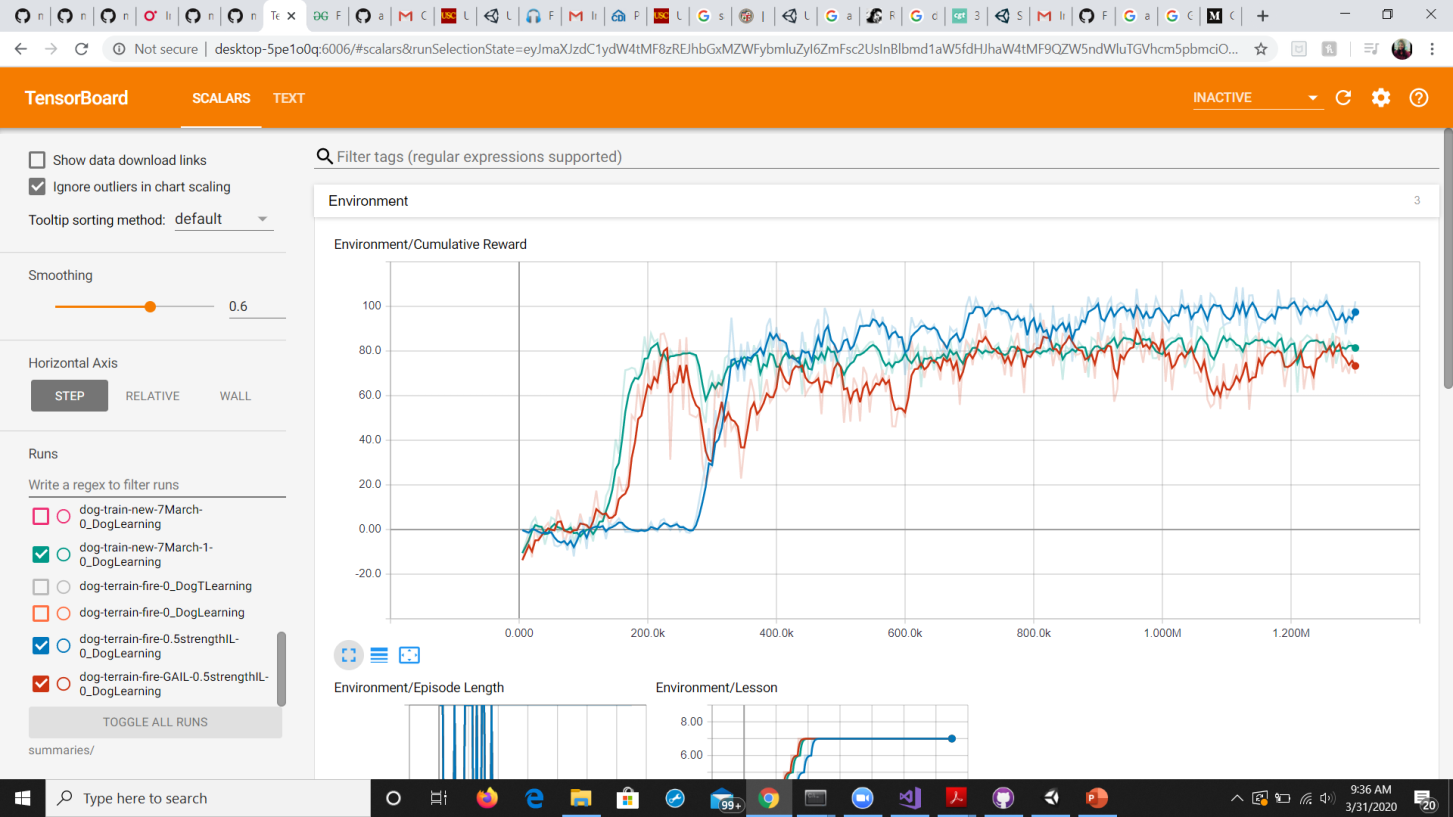 Te
Not secure | desktop-5pe1o0q:6006/#scalars&runSelectionState=eyJmaXJzdC1ydW4tMF8zREJhbGxMZWFybmluZyI6ZmFsc2UsInBlbmd1aW5fdHJhaW4tMF9QZW5ndWluTGVhcm5pbmciO...
TensorBoard
SCALARS
TEXT
INACTIVE
Show data download links
Ignore outliers in chart scaling
Tooltip sorting method: default
Smoothing
0.6
Horizontal Axis
STEP RELATIVE WALL
Runs
Write a regex to filter runs
dog-train-new-7March-
0_DogLearning
dog-train-new-7March-1-
0_DogLearning
dog-terrain-fire-0_DogTLearning
dog-terrain-fire-0_DogLearning
dog-terrain-fire-0.5strengthIL-
0_DogLearning
dog-terrain-fire-GAIL-0.5strengthIL-
0_DogLearning
TOGGLE ALL RUNS
summaries/
Filter tags (regular expressions supported)
Environment
3
Environment/Cumulative Reward
100
80.0
60.0
40.0
20.0
0.00
-20.0
0.000 200.0k 400.0k 600.0k 800.0k 1.000M 1.200M
Environment/Episode Length
Environment/Lesson
8.00
6.00
Type here to search
99+
9:36 AM
3/31/2020
20